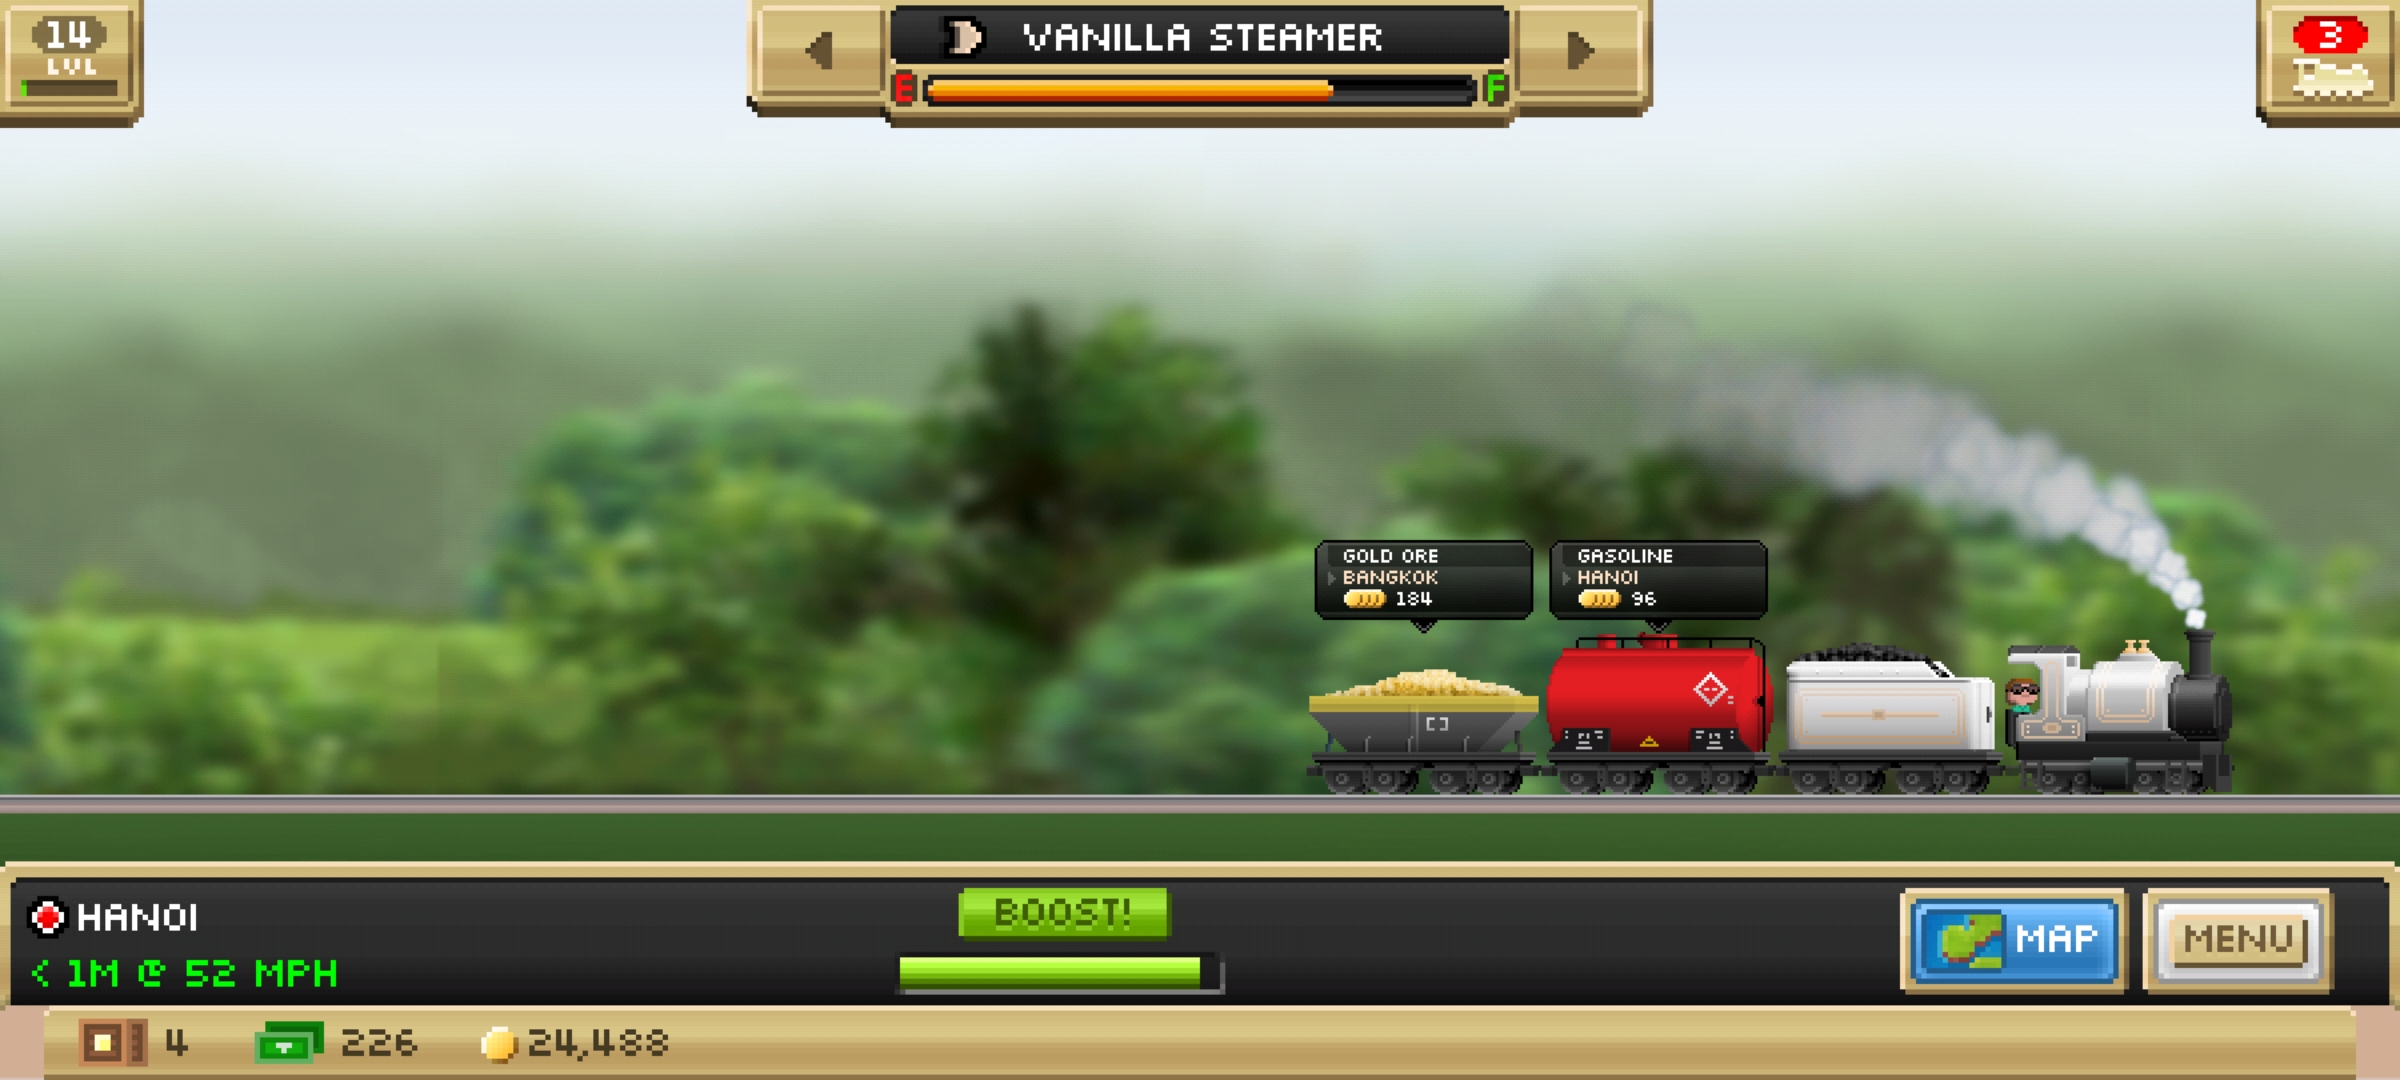 14
LVL
VANILLA STEAMER
E
F
3
GOLD ORE
BANGKOK
184
GASOLINE
HANOI
96
HANOI
< 1M @ 52 MPH
BOOST!
MAP
MENU
4
226
24,488